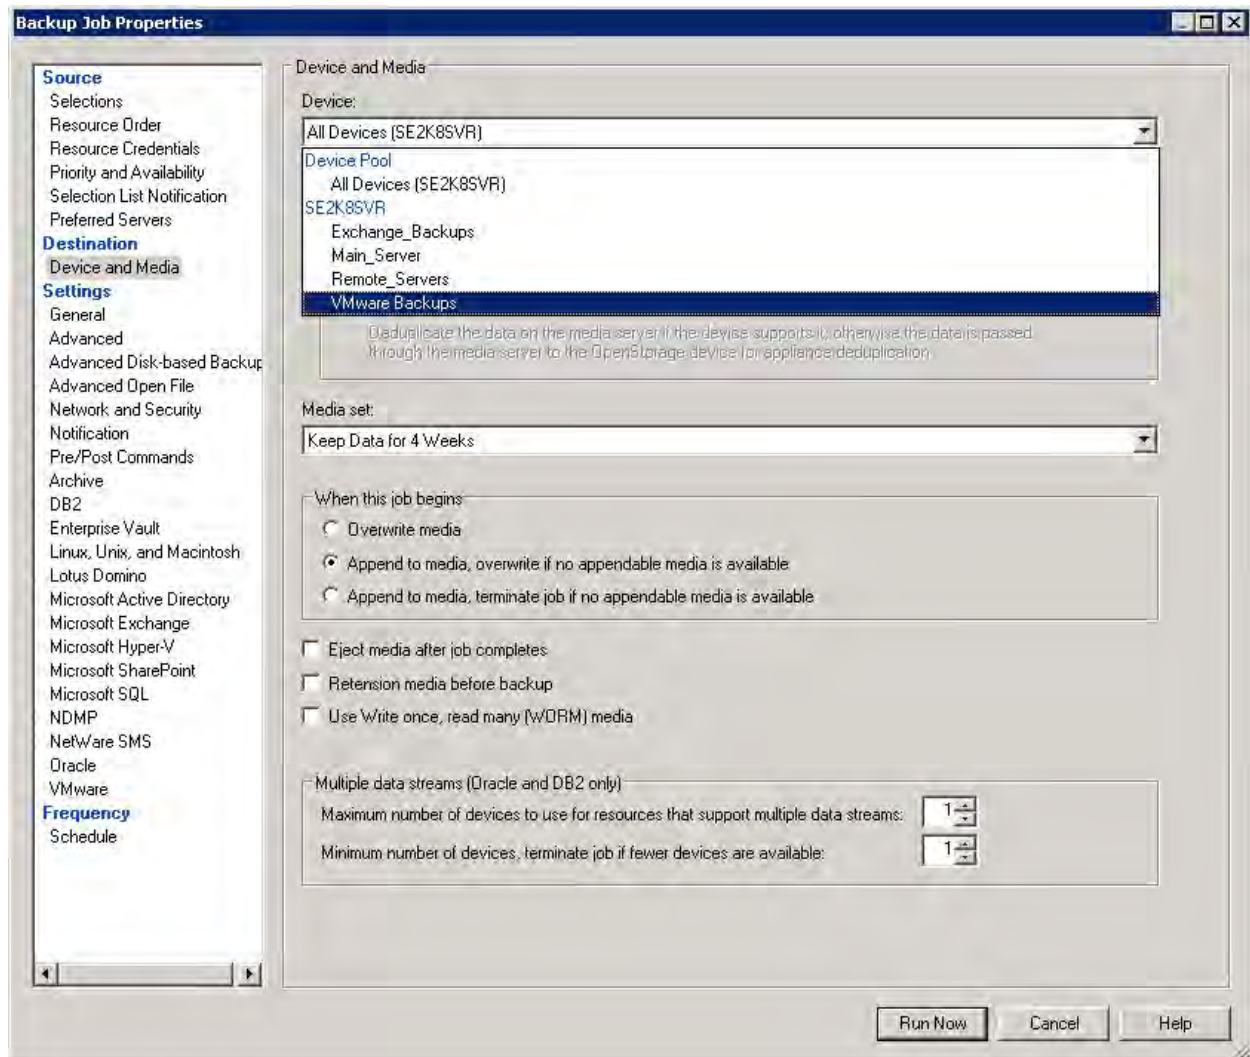 Backup Job Properties
Source
Selections
Resource Order
Resource Credentials
Priority and Availability
Selection List Notification
Preferred Servers
Destination
Device and Media
Settings
General
Advanced
Advanced Disk-based Backup
Advanced Open File
Network and Security
Notification
Pre/Post Commands
Archive
DB2
Enterprise Vault
Linux, Unix, and Macintosh
Lotus Domino
Microsoft Active Directory
Microsoft Exchange
Microsoft Hyper-V
Microsoft SharePoint
Microsoft SQL
NDMP
NetWare SMS
Oracle
VMware
Frequency
Schedule
Device and Media
Device:
All Devices (SE2K8SVR)
Device Pool
All Devices (SE2K8SVR)
SE2K8SVR
Exchange_Backups
Main_Server
Remote_Servers
VMware Backups
Deduplicate the data on the media server if the device supports it; otherwise the data is passed
through the media server to the OpenStorage device for appliance deduplication
Media set:
Keep Data for 4 Weeks
When this job begins
Overwrite media
Append to media, overwrite if no appendable media is available
Append to media, terminate job if no appendable media is available
Eject media after job completes
Retension media before backup
Use Write once, read many (WORM) media
Multiple data streams (Oracle and DB2 only)
Maximum number of devices to use for resources that support multiple data streams: 1
Minimum number of devices, terminate job if fewer devices are available: 1
Run Now
Cancel
Help